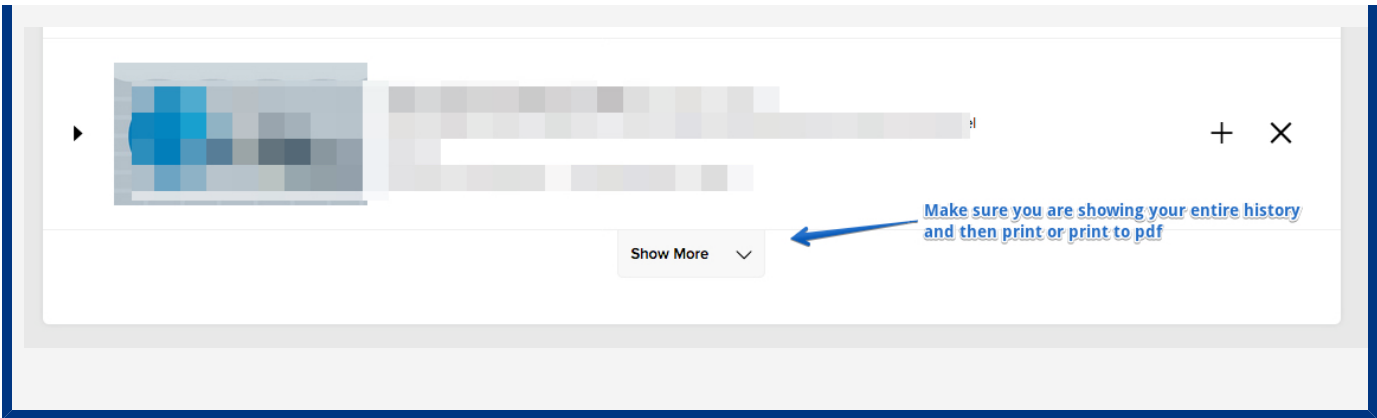 Make sure you are showing your entire history
and then print or print to pdf
Show More